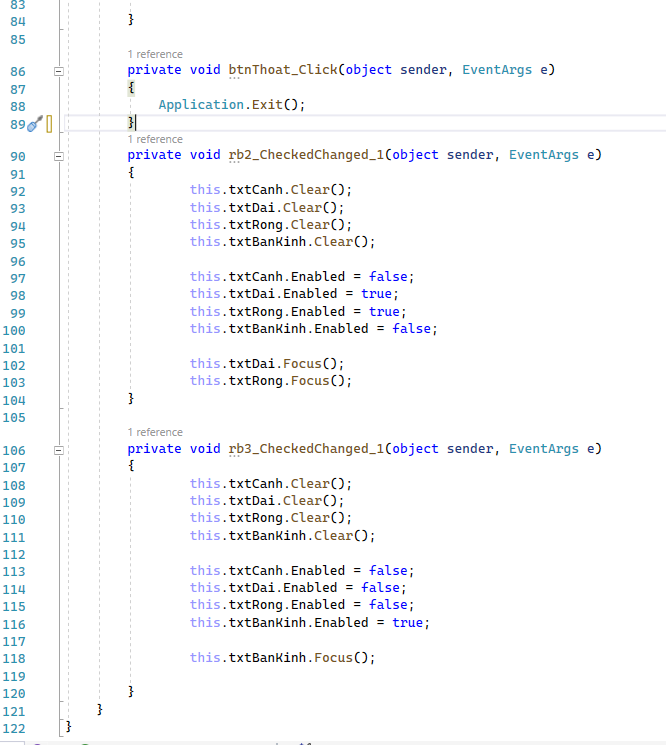 83
84 }
85
1 reference
86 private void btnThoat_Click(object sender, EventArgs e)
87 {
88 Application.Exit();
89 }
1 reference
90 private void rb2_CheckedChanged_1(object sender, EventArgs e)
91 {
92 this.txtCanh.Clear();
93 this.txtDai.Clear();
94 this.txtRong.Clear();
95 this.txtBanKinh.Clear();
96
97 this.txtCanh.Enabled = false;
98 this.txtDai.Enabled = true;
99 this.txtRong.Enabled = true;
100 this.txtBanKinh.Enabled = false;
101
102 this.txtDai.Focus();
103 this.txtRong.Focus();
104 }
105
1 reference
106 private void rb3_CheckedChanged_1(object sender, EventArgs e)
107 {
108 this.txtCanh.Clear();
109 this.txtDai.Clear();
110 this.txtRong.Clear();
111 this.txtBanKinh.Clear();
112
113 this.txtCanh.Enabled = false;
114 this.txtDai.Enabled = false;
115 this.txtRong.Enabled = false;
116 this.txtBanKinh.Enabled = true;
117
118 this.txtBanKinh.Focus();
119
120 }
121 }
122 }